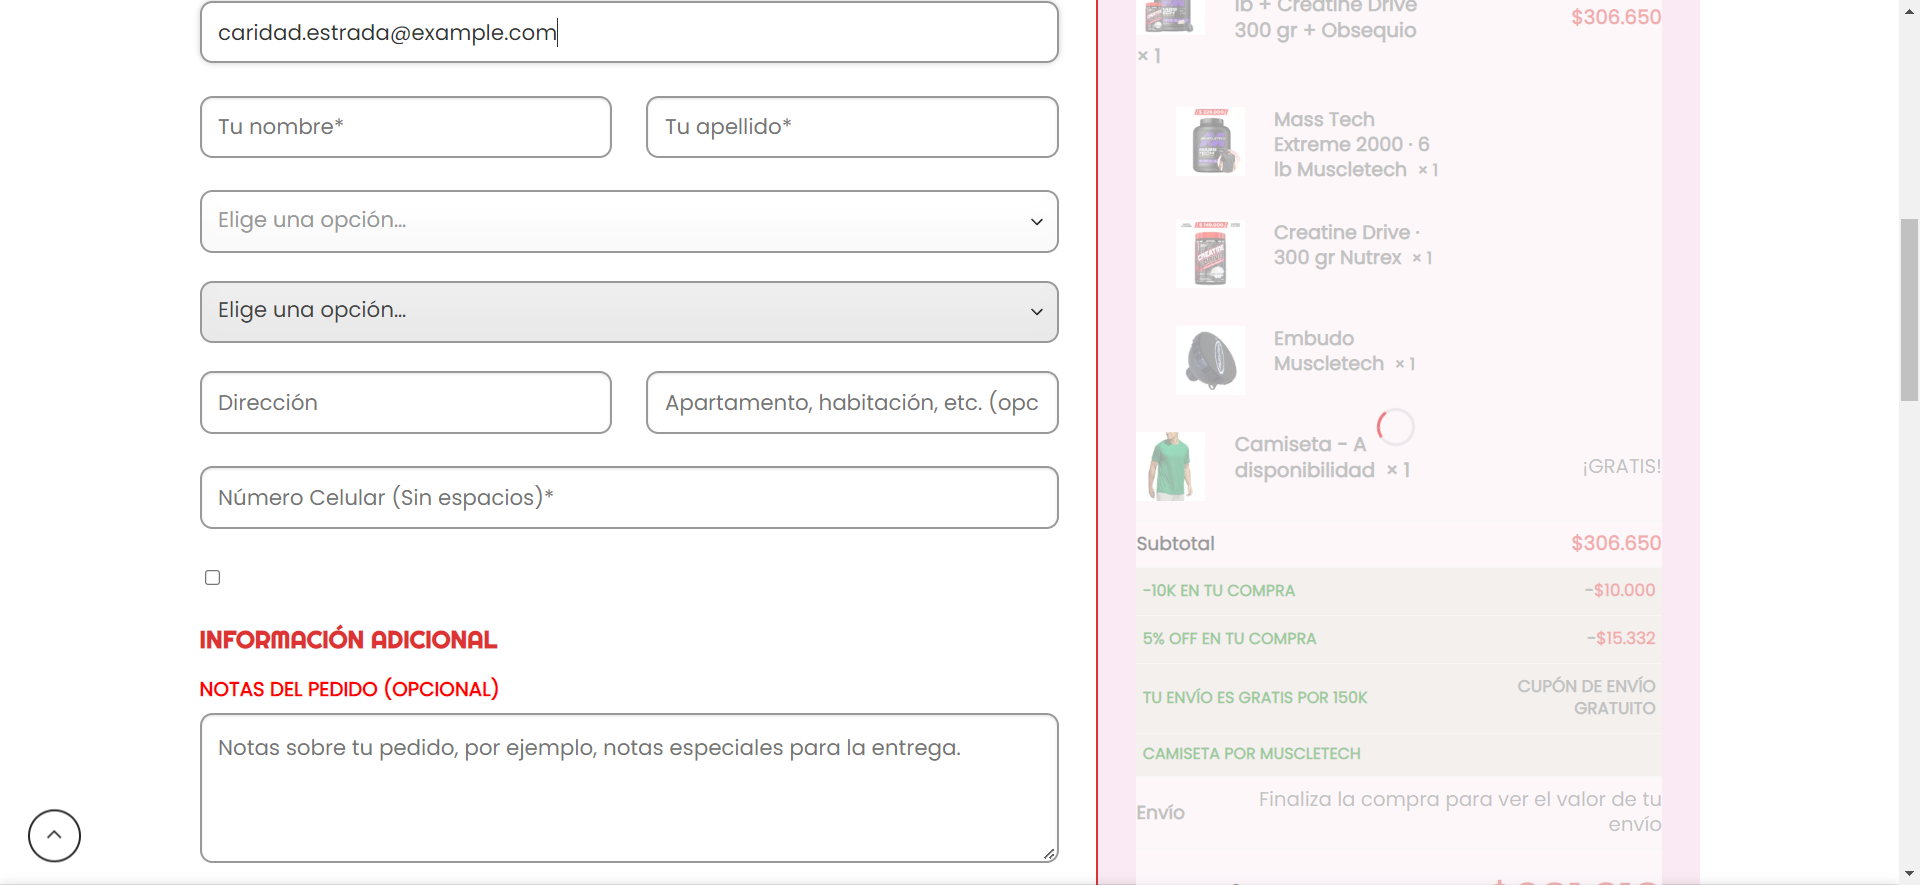 caridad.estrada@example.com
Tu nombre*
Tu apellido*
Elige una opción...
Elige una opción...
Dirección
Apartamento, habitación, etc. (opc
Número Celular (Sin espacios)*
INFORMACIÓN ADICIONAL
NOTAS DEL PEDIDO (OPCIONAL)
Notas sobre tu pedido, por ejemplo, notas especiales para la entrega.
lb + Creatine Drive
300 gr + Obsequio
× 1
$306.650
Mass Tech
Extreme 2000 · 6
lb Muscletech × 1
Creatine Drive ·
300 gr Nutrex × 1
Embudo
Muscletech × 1
Camiseta - A
disponibilidad × 1
¡GRATIS!
Subtotal
$306.650
-10K EN TU COMPRA
-$10.000
5% OFF EN TU COMPRA
-$15.332
TU ENVÍO ES GRATIS POR 150K
CUPÓN DE ENVÍO
GRATUITO
CAMISETA POR MUSCLETECH
Envío
Finaliza la compra para ver el valor de tu
envío